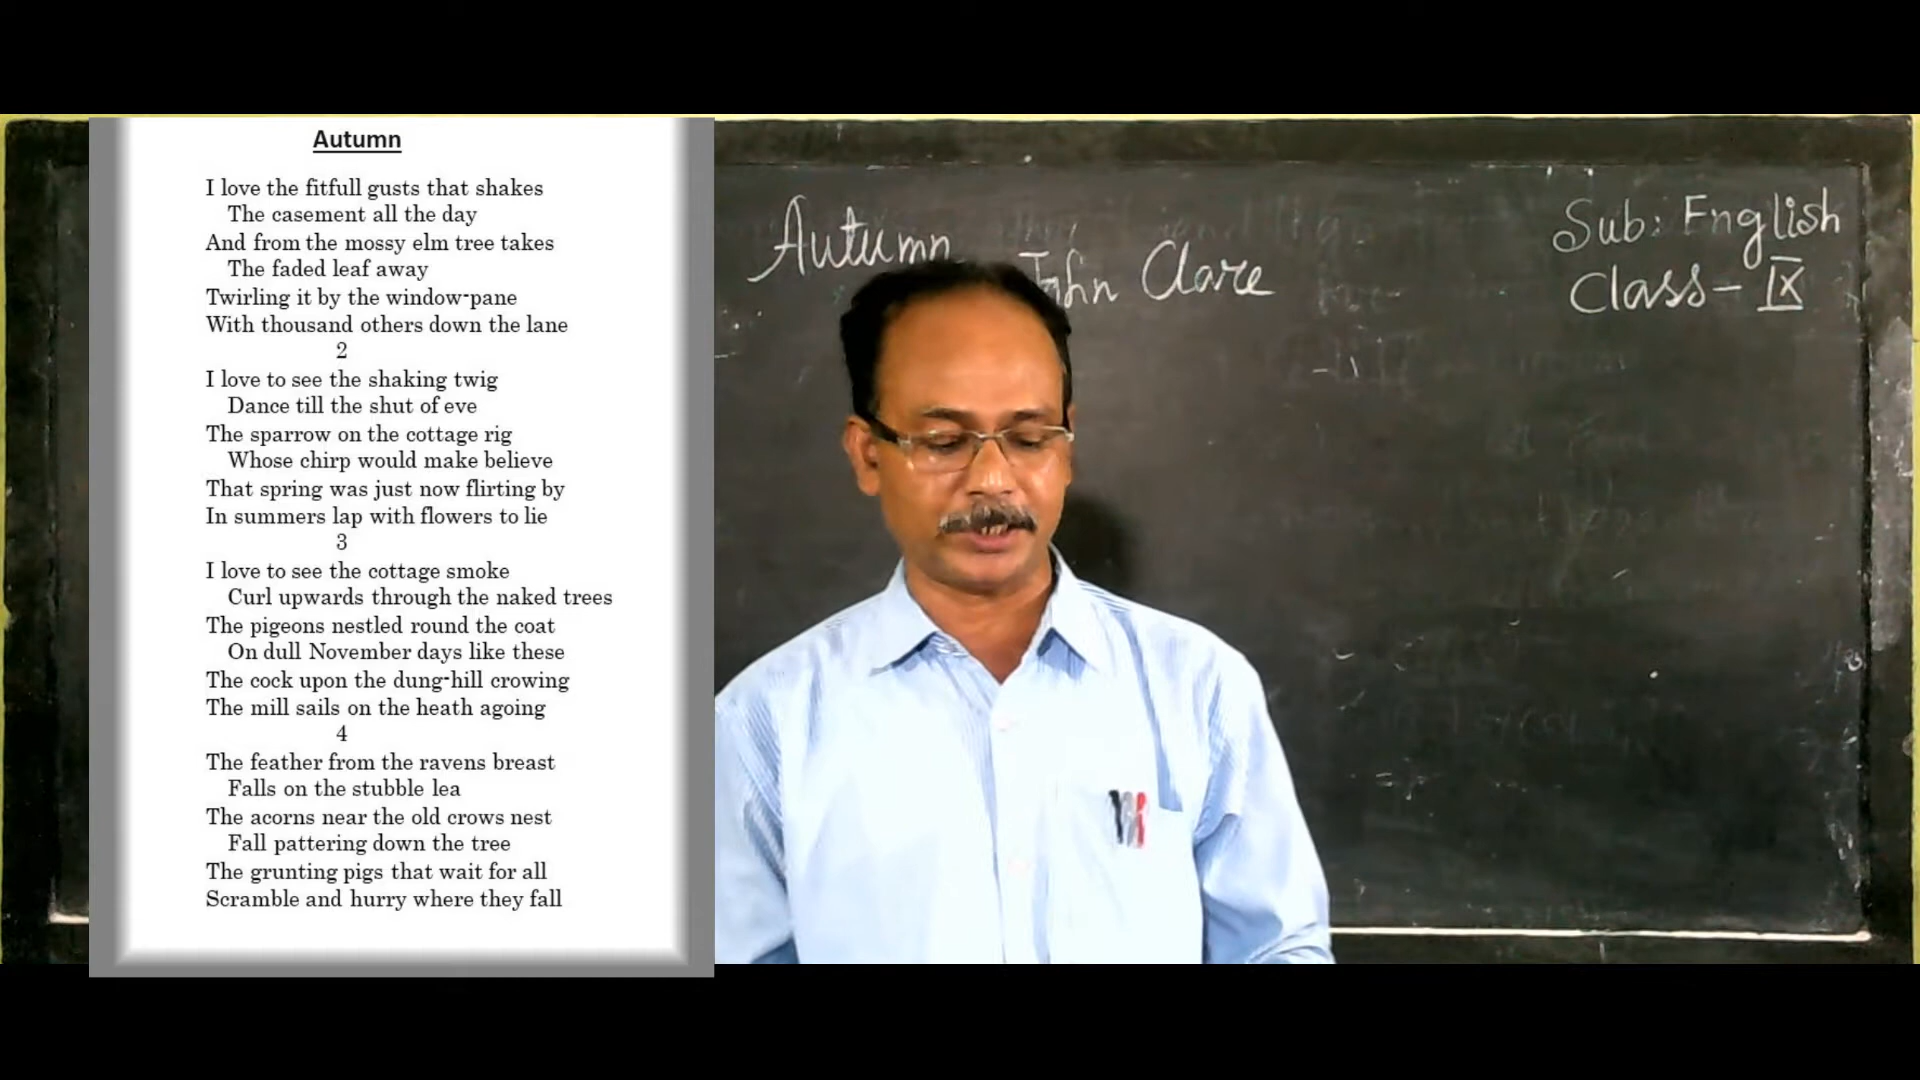 Autumn
I love the fitfull gusts that shakes
The casement all the day
And from the mossy elm tree takes
The faded leaf away
Twirling it by the window-pane
With thousand others down the lane
2
I love to see the shaking twig
Dance till the shut of eve
The sparrow on the cottage rig
Whose chirp would make believe
That spring was just now flirting by
In summers lap with flowers to lie
3
I love to see the cottage smoke
Curl upwards through the naked trees
The pigeons nestled round the coat
On dull November days like these
The cock upon the dung-hill crowing
The mill sails on the heath agoing
4
The feather from the ravens breast
Falls on the stubble lea
The acorns near the old crows nest
Fall pattering down the tree
The grunting pigs that wait for all
Scramble and hurry where they fall
Autumn
John Clare
Sub: English
Class - IX